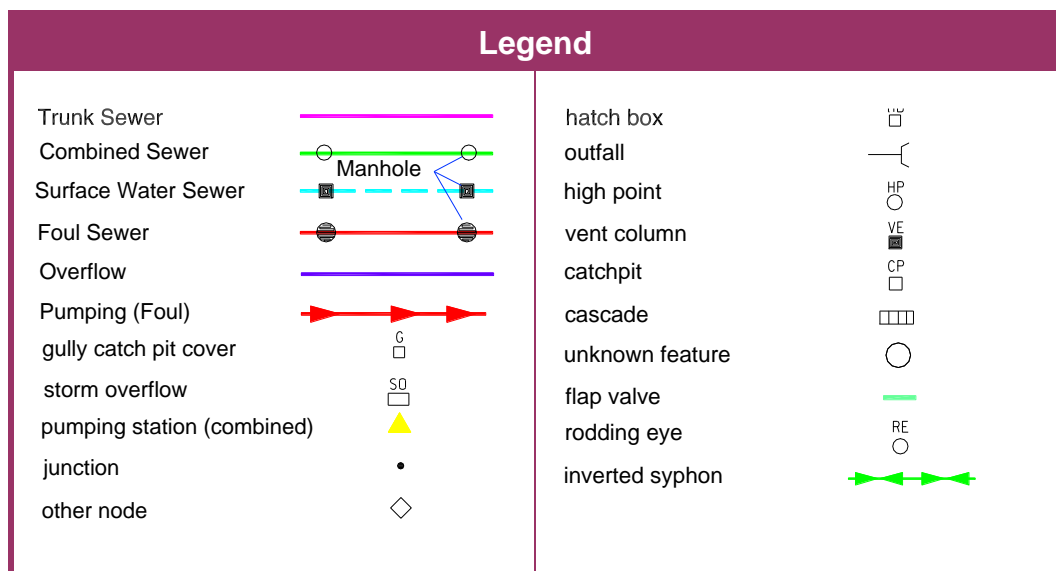 Legend
Trunk Sewer
Combined Sewer
Manhole
Surface Water Sewer
Foul Sewer
Overflow
Pumping (Foul)
gully catch pit cover
G
storm overflow
SO
pumping station (combined)
junction
other node
hatch box
outfall
high point
HP
vent column
VE
catchpit
CP
cascade
unknown feature
flap valve
rodding eye
RE
inverted syphon